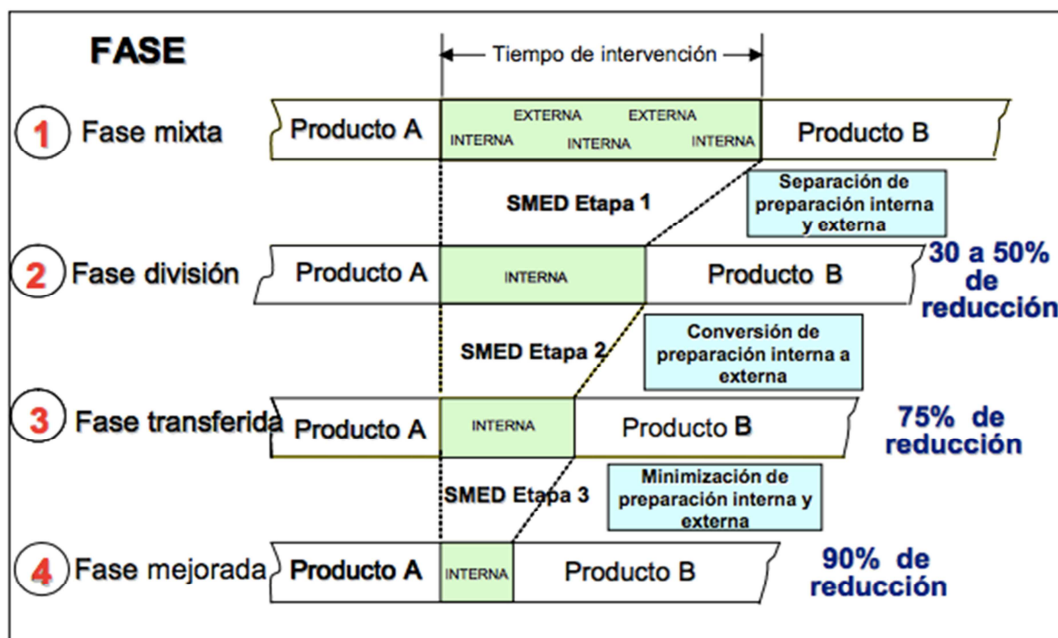 FASE
Tiempo de intervención
1 Fase mixta
Producto A
EXTERNA EXTERNA
INTERNA INTERNA INTERNA
Producto B
SMED Etapa 1
Separación de
preparación interna
y externa
2 Fase división
Producto A
INTERNA
Producto B
30 a 50%
de
reducción
SMED Etapa 2
Conversión de
preparación interna a
externa
3 Fase transferida
Producto A
INTERNA
Producto B
75% de
reducción
SMED Etapa 3
Minimización de
preparación interna y
externa
4 Fase mejorada
Producto A
INTERNA
Producto B
90% de
reducción